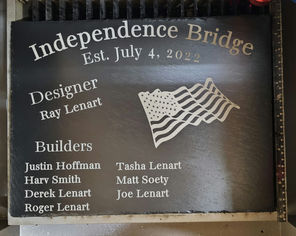 Independence Bridge
Est. July 4, 2022
Designer
Ray Lenart
Builders
Justin Hoffman
Harv Smith
Derek Lenart
Roger Lenart
Tasha Lenart
Matt Soety
Joe Lenart